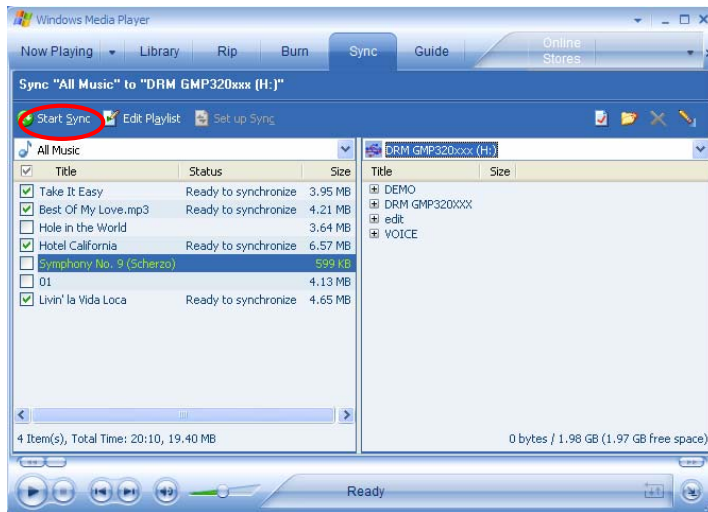 Windows Media Player
Now Playing Library Rip Burn Sync Guide Online Stores
Sync "All Music" to "DRM GMP320xxx (H:)"
Start Sync Edit Playlist Set up Sync
All Music DRM GMP320xxx (H:)
Title Status Size Title Size
Take It Easy Ready to synchronize 3.95 MB DEMO
Best Of My Love.mp3 Ready to synchronize 4.21 MB DRM GMP320XXX
Hole in the World 3.64 MB edit
Hotel California Ready to synchronize 6.57 MB VOICE
Symphony No. 9 (Scherzo) 599 KB
01 4.13 MB
Livin' la Vida Loca Ready to synchronize 4.65 MB
4 Item(s), Total Time: 20:10, 19.40 MB 0 bytes / 1.98 GB (1.97 GB free space)
Ready